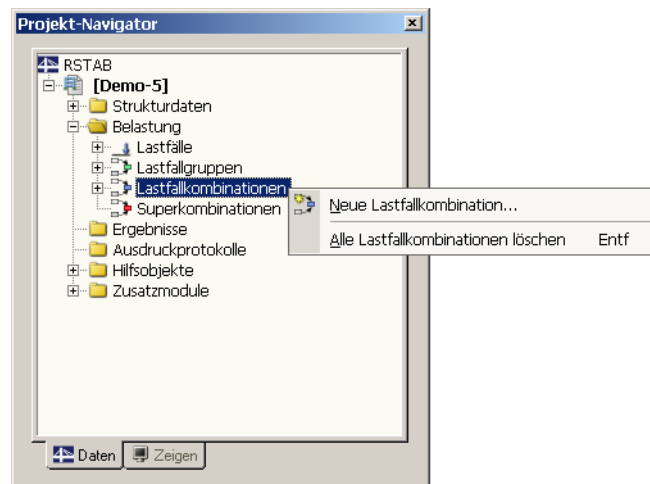 Projekt-Navigator
RSTAB
[Demo-5]
Strukturdaten
Belastung
Lastfälle
Lastfallgruppen
Lastfallkombinationen
Neue Lastfallkombination...
Superkombinationen
Alle Lastfallkombinationen löschen Entf
Ergebnisse
Ausdruckprotokolle
Hilfsobjekte
Zusatzmodule
Daten Zeigen